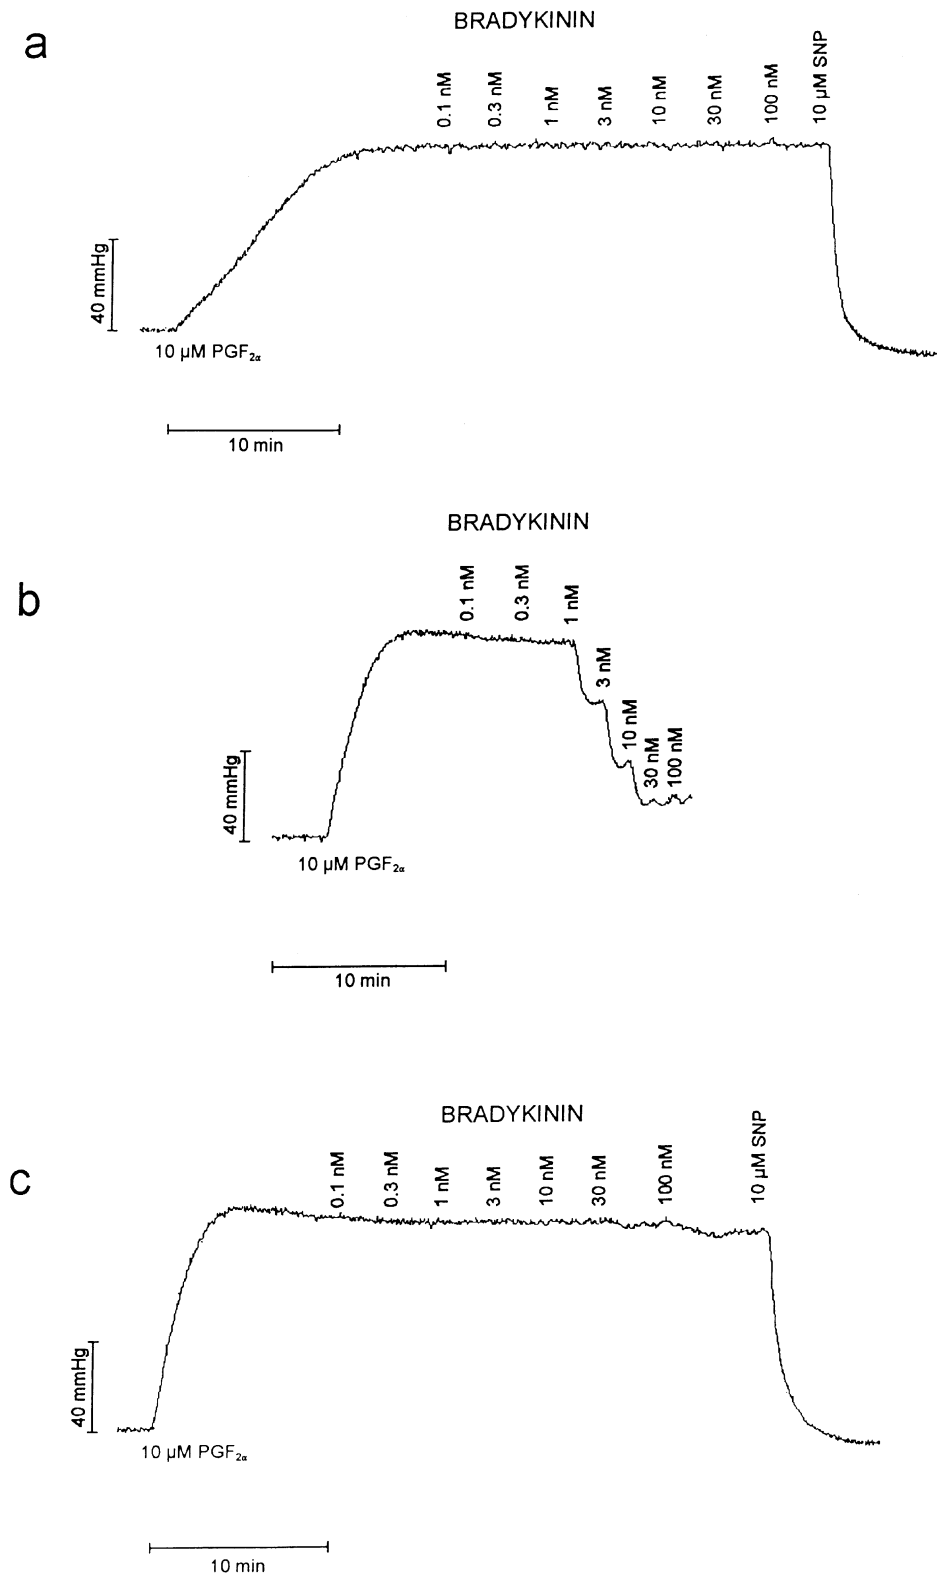 a
BRADYKININ
0.1 nM
0.3 nM
1 nM
3 nM
10 nM
30 nM
100 nM
10 µM SNP
40 mmHg
10 µM PGF₂α
10 min
b
BRADYKININ
0.1 nM
0.3 nM
1 nM
3 nM
10 nM
30 nM
100 nM
40 mmHg
10 µM PGF₂α
10 min
c
BRADYKININ
0.1 nM
0.3 nM
1 nM
3 nM
10 nM
30 nM
100 nM
10 µM SNP
40 mmHg
10 µM PGF₂α
10 min